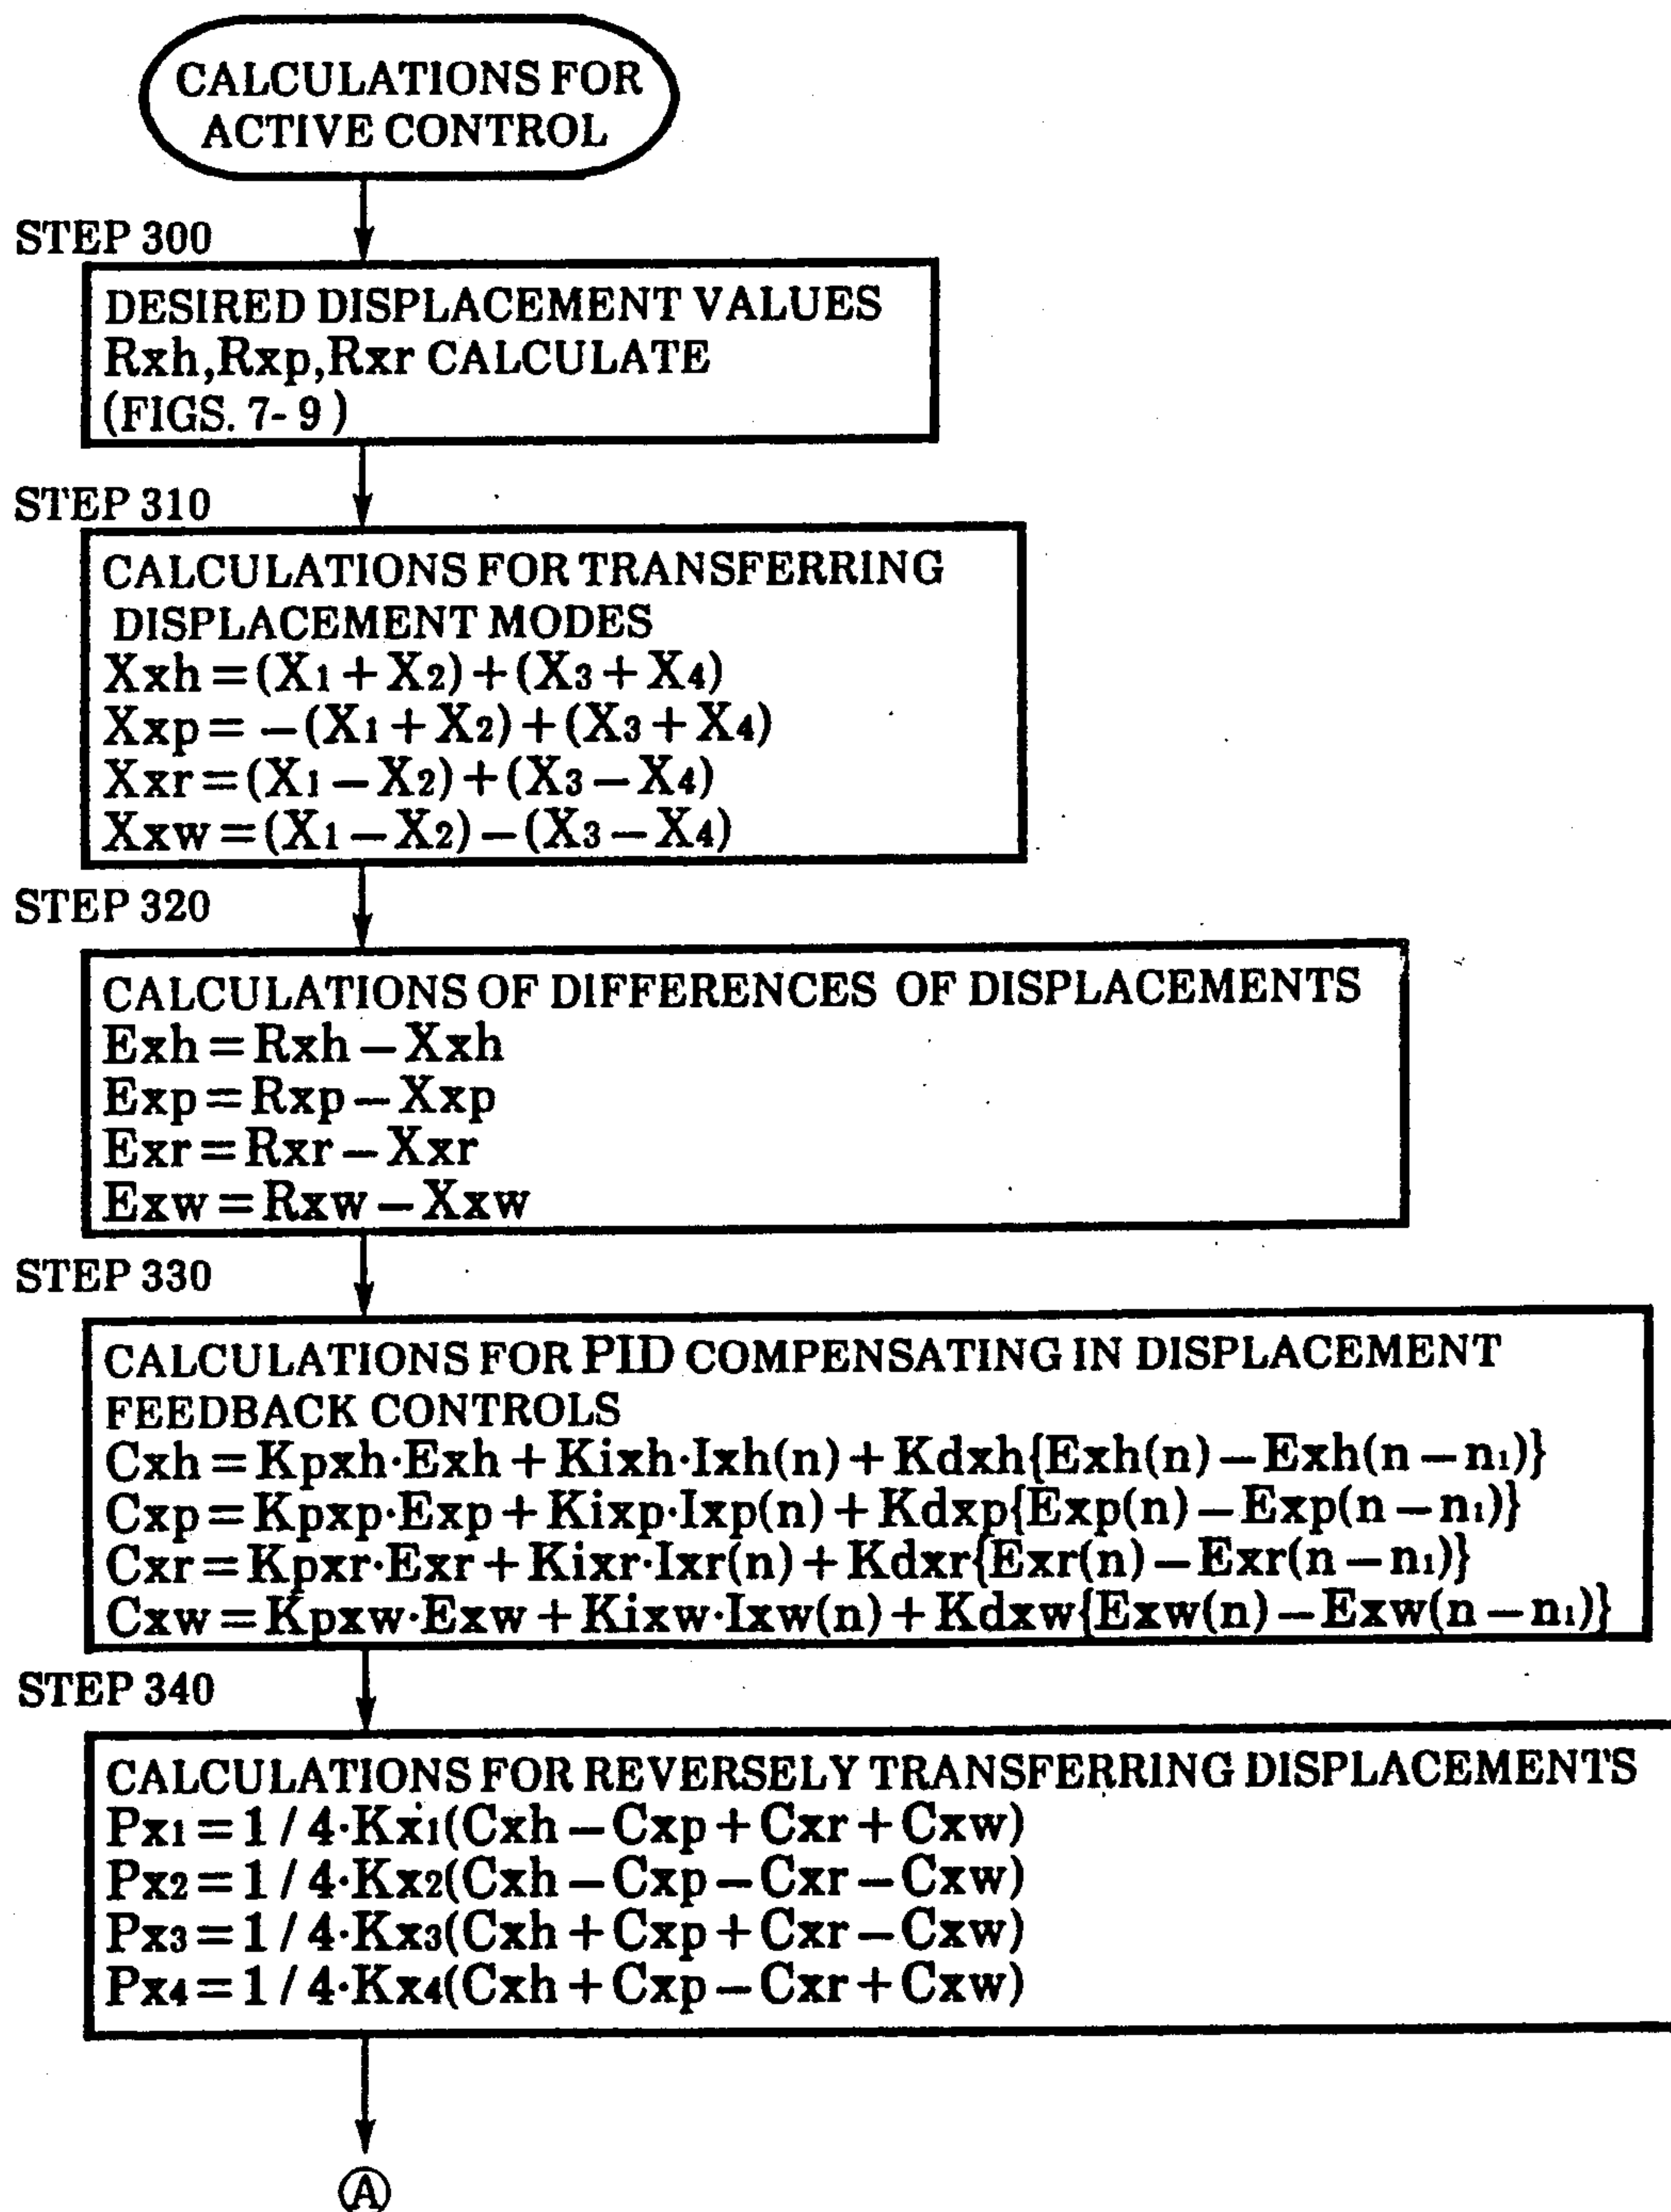 CALCULATIONS FOR
ACTIVE CONTROL
STEP 300
DESIRED DISPLACEMENT VALUES
Rxh,Rxp,Rxr CALCULATE
(FIGS. 7-9)
STEP 310
CALCULATIONS FOR TRANSFERRING
DISPLACEMENT MODES
Xxh=(X1+X2)+(X3+X4)
Xxp=-(X1+X2)+(X3+X4)
Xxr=(X1-X2)+(X3-X4)
Xxw=(X1-X2)-(X3-X4)
STEP 320
CALCULATIONS OF DIFFERENCES OF DISPLACEMENTS
Exh=Rxh-Xxh
Exp=Rxp-Xxp
Exr=Rxr-Xxr
Exw=Rxw-Xxw
STEP 330
CALCULATIONS FOR PID COMPENSATING IN DISPLACEMENT
FEEDBACK CONTROLS
Cxh=Kpxh·Exh+Kixh·Ixh(n)+Kdxh{Exh(n)-Exh(n-n1)}
Cxp=Kpxp·Exp+Kixp·Ixp(n)+Kdxp{Exp(n)-Exp(n-n1)}
Cxr=Kpxr·Exr+Kixr·Ixr(n)+Kdxr{Exr(n)-Exr(n-n1)}
Cxw=Kpxw·Exw+Kixw·Ixw(n)+Kdxw{Exw(n)-Exw(n-n1)}
STEP 340
CALCULATIONS FOR REVERSELY TRANSFERRING DISPLACEMENTS
Px1=1/4·Kx1(Cxh-Cxp+Cxr+Cxw)
Px2=1/4·Kx2(Cxh-Cxp-Cxr-Cxw)
Px3=1/4·Kx3(Cxh+Cxp+Cxr-Cxw)
Px4=1/4·Kx4(Cxh+Cxp-Cxr+Cxw)
A